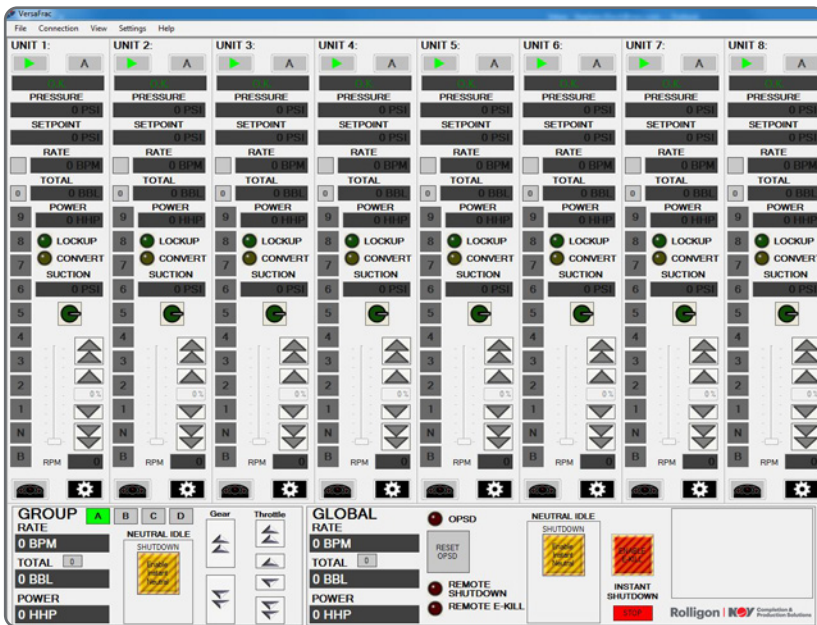 VersaFrac
File Connection View Settings Help
UNIT 1: UNIT 2: UNIT 3: UNIT 4: UNIT 5: UNIT 6: UNIT 7: UNIT 8:
Λ Λ Λ Λ Λ Λ Λ Λ
O.K. O.K. O.K. O.K. O.K. O.K. O.K. O.K.
PRESSURE PRESSURE PRESSURE PRESSURE PRESSURE PRESSURE PRESSURE PRESSURE
0 PSI 0 PSI 0 PSI 0 PSI 0 PSI 0 PSI 0 PSI 0 PSI
SETPOINT SETPOINT SETPOINT SETPOINT SETPOINT SETPOINT SETPOINT SETPOINT
0 PSI 0 PSI 0 PSI 0 PSI 0 PSI 0 PSI 0 PSI 0 PSI
RATE RATE RATE RATE RATE RATE RATE RATE
0 BPM 0 BPM 0 BPM 0 BPM 0 BPM 0 BPM 0 BPM 0 BPM
TOTAL TOTAL TOTAL TOTAL TOTAL TOTAL TOTAL TOTAL
0 0 BBL 0 0 BBL 0 0 BBL 0 0 BBL 0 0 BBL 0 0 BBL 0 0 BBL 0 0 BBL
POWER POWER POWER POWER POWER POWER POWER POWER
9 0 HHP 9 0 HHP 9 0 HHP 9 0 HHP 9 0 HHP 9 0 HHP 9 0 HHP 9 0 HHP
8 LOCKUP 8 LOCKUP 8 LOCKUP 8 LOCKUP 8 LOCKUP 8 LOCKUP 8 LOCKUP 8 LOCKUP
7 CONVERT 7 CONVERT 7 CONVERT 7 CONVERT 7 CONVERT 7 CONVERT 7 CONVERT 7 CONVERT
SUCTION SUCTION SUCTION SUCTION SUCTION SUCTION SUCTION SUCTION
6 0 PSI 6 0 PSI 6 0 PSI 6 0 PSI 6 0 PSI 6 0 PSI 6 0 PSI 6 0 PSI
5 5 5 5 5 5 5 5
4 4 4 4 4 4 4 4
3 3 3 3 3 3 3 3
2 0 % 2 0 % 2 0 % 2 0 % 2 0 % 2 0 % 2 0 % 2 0 %
1 1 1 1 1 1 1 1
N N N N N N N N
B RPM 0 B RPM 0 B RPM 0 B RPM 0 B RPM 0 B RPM 0 B RPM 0 B RPM 0
GROUP A B C D Gear Throttle
RATE
0 BPM
TOTAL 0
0 BBL
POWER
0 HHP
NEUTRAL IDLE
SHUTDOWN
Enable
Instant
Neutral
GLOBAL
RATE
0 BPM
TOTAL 0
0 BBL
POWER
0 HHP
OPSD
RESET
OPSD
REMOTE
SHUTDOWN
REMOTE E-KILL
NEUTRAL IDLE
SHUTDOWN
Enable
Instant
Neutral
ENABLE
E-KILL
INSTANT
SHUTDOWN
STOP
Rolligon | NOV Completion &
Production Solutions